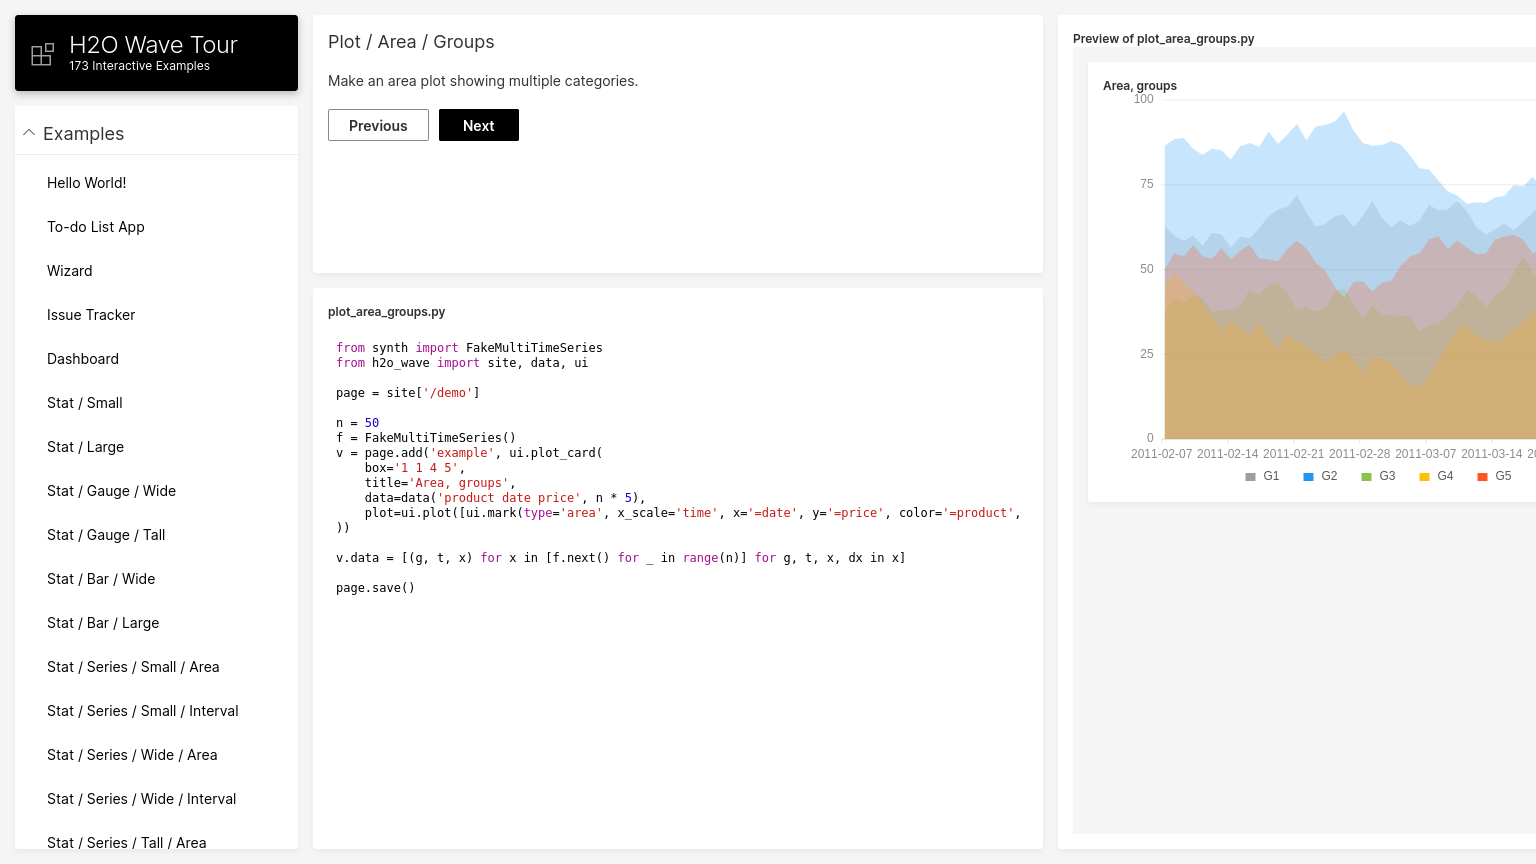 H2O Wave Tour
173 Interactive Examples
Examples
Hello World!
To-do List App
Wizard
Issue Tracker
Dashboard
Stat / Small
Stat / Large
Stat / Gauge / Wide
Stat / Gauge / Tall
Stat / Bar / Wide
Stat / Bar / Large
Stat / Series / Small / Area
Stat / Series / Small / Interval
Stat / Series / Wide / Area
Stat / Series / Wide / Interval
Stat / Series / Tall / Area
Plot / Area / Groups
Make an area plot showing multiple categories.
Previous Next
plot_area_groups.py
from synth import FakeMultiTimeSeries
from h2o_wave import site, data, ui
page = site['/demo']
n = 50
f = FakeMultiTimeSeries()
v = page.add('example', ui.plot_card(
    box='1 1 4 5',
    title='Area, groups',
    data=data('product date price', n * 5),
    plot=ui.plot([ui.mark(type='area', x_scale='time', x='=date', y='=price', color='=product',
))
v.data = [(g, t, x) for x in [f.next() for _ in range(n)] for g, t, x, dx in x]
page.save()
Preview of plot_area_groups.py
Area, groups
100
75
50
25
0
2011-02-07 2011-02-14 2011-02-21 2011-02-28 2011-03-07 2011-03-14 20
G1 G2 G3 G4 G5